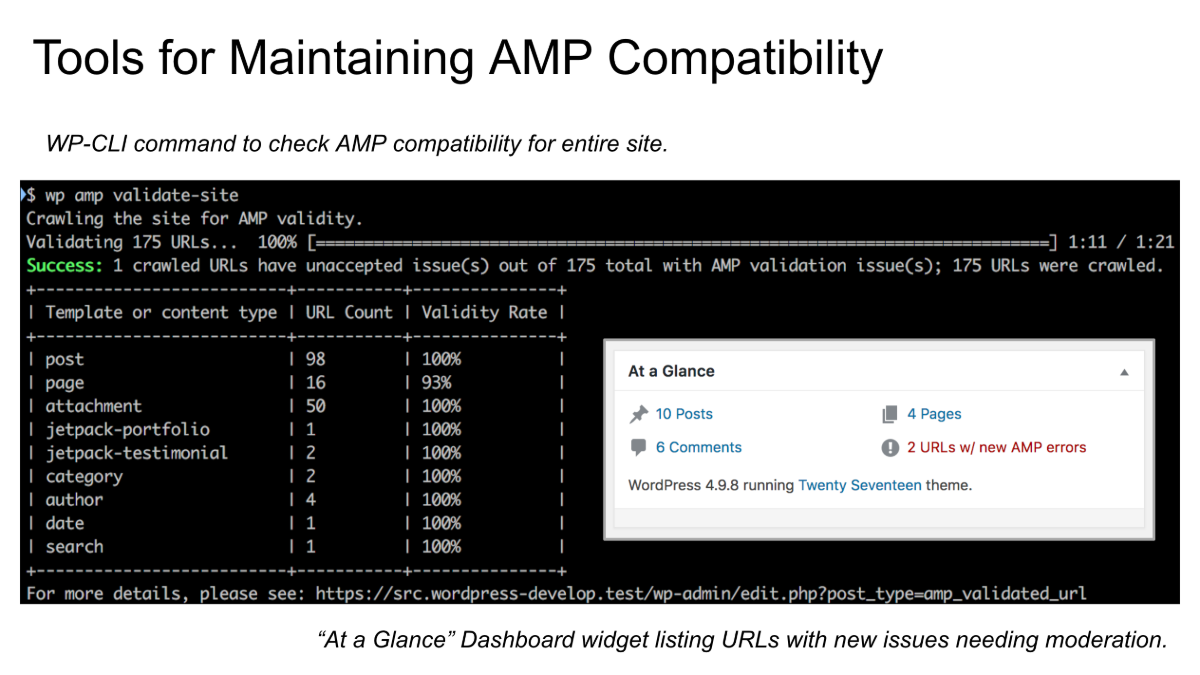 Tools for Maintaining AMP Compatibility
WP-CLI command to check AMP compatibility for entire site.
$ wp amp validate-site
Crawling the site for AMP validity.
Validating 175 URLs...  100% [============================================================================] 1:11 / 1:21
Success: 1 crawled URLs have unaccepted issue(s) out of 175 total with AMP validation issue(s); 175 URLs were crawled.
+--------------------------+-----------+---------------+
| Template or content type | URL Count | Validity Rate |
+--------------------------+-----------+---------------+
| post                     | 98        | 100%          |
| page                     | 16        | 93%           |
| attachment               | 50        | 100%          |
| jetpack-portfolio        | 1         | 100%          |
| jetpack-testimonial      | 2         | 100%          |
| category                 | 2         | 100%          |
| author                   | 4         | 100%          |
| date                     | 1         | 100%          |
| search                   | 1         | 100%          |
+--------------------------+-----------+---------------+
For more details, please see: https://src.wordpress-develop.test/wp-admin/edit.php?post_type=amp_validated_url
At a Glance
10 Posts
4 Pages
6 Comments
2 URLs w/ new AMP errors
WordPress 4.9.8 running Twenty Seventeen theme.
“At a Glance” Dashboard widget listing URLs with new issues needing moderation.